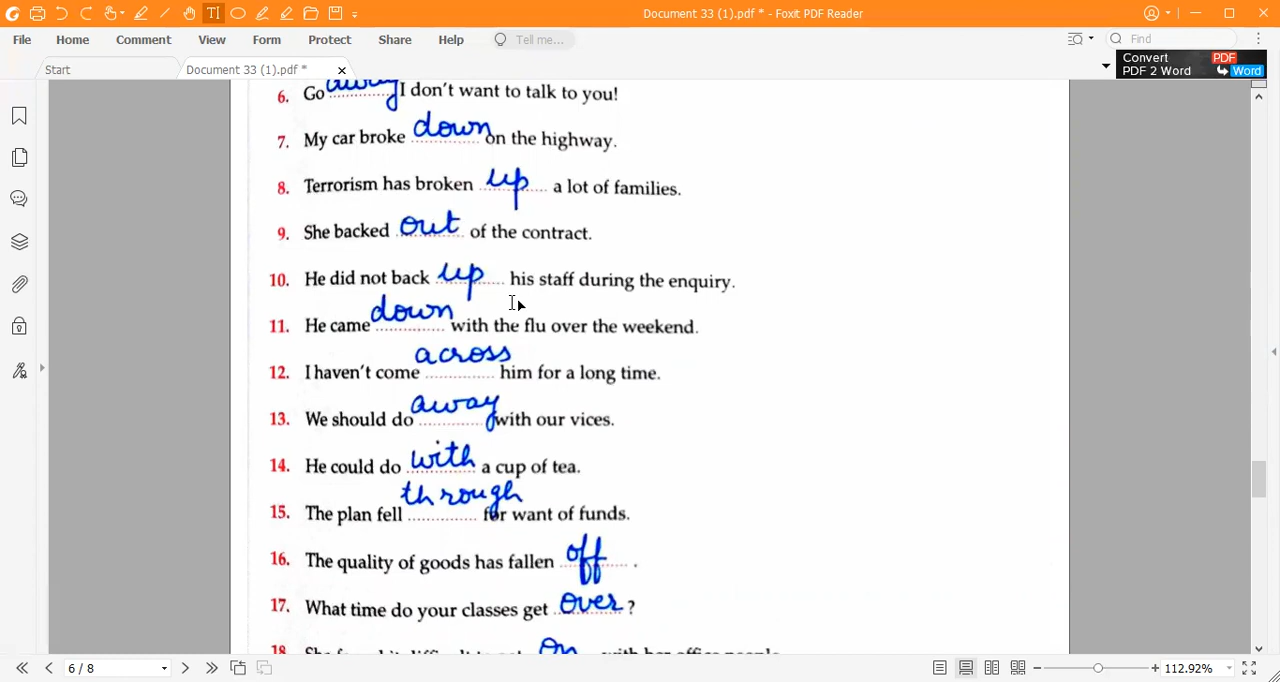 Document 33 (1).pdf * - Foxit PDF Reader
File Home Comment View Form Protect Share Help Tell me... Find
Start Document 33 (1).pdf * Convert PDF
PDF 2 Word Word
6. Go away I don't want to talk to you!
7. My car broke down on the highway.
8. Terrorism has broken up a lot of families.
9. She backed out of the contract.
10. He did not back up his staff during the enquiry.
11. He came down with the flu over the weekend.
12. I haven't come across him for a long time.
13. We should do away with our vices.
14. He could do with a cup of tea.
15. The plan fell through for want of funds.
16. The quality of goods has fallen off .
17. What time do your classes get over ?
18. on with her office people
6 / 8 112.92%